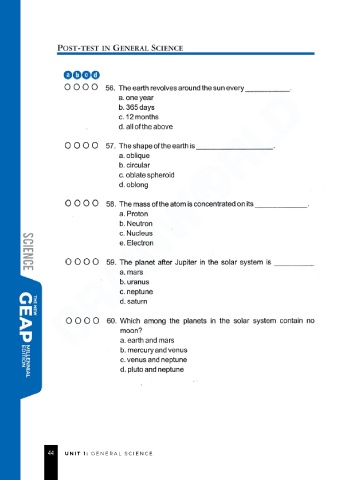 POST-TEST IN GENERAL SCIENCE
a b c d
56. The earth revolves around the sun every ____________.
a. one year
b. 365 days
c. 12 months
d. all of the above
57. The shape of the earth is ____________________.
a. oblique
b. circular
c. oblate spheroid
d. oblong
58. The mass of the atom is concentrated on its ______________.
a. Proton
b. Neutron
c. Nucleus
e. Electron
59. The planet after Jupiter in the solar system is ___________
a. mars
b. uranus
c. neptune
d. saturn
60. Which among the planets in the solar system contain no
moon?
a. earth and mars
b. mercury and venus
c. venus and neptune
d. pluto and neptune
SCIENCE
THE NEW
GEAP
MILLENNIAL
EDITION
44 UNIT I: GENERAL SCIENCE